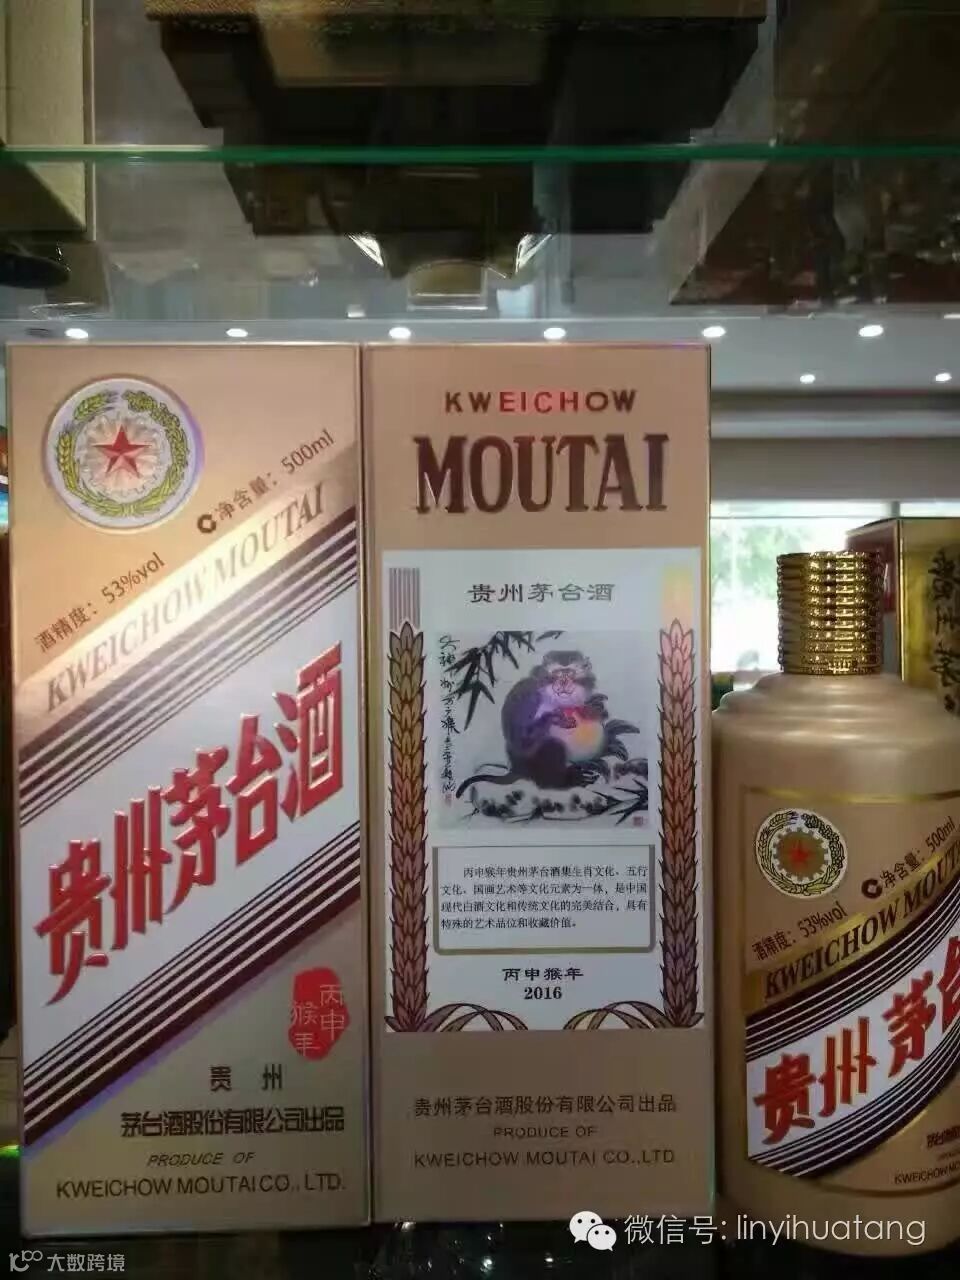 净含量：500ml
酒精度：53%vol
KWEICHOW MOUTAI
贵州茅台酒
丙申
猴年
贵州
茅台酒股份有限公司出品
PRODUCE OF
KWEICHOW MOUTAI CO.,LTD.
KWEICHOW
MOUTAI
贵州茅台酒
丙申猴年贵州茅台酒集生肖文化、五行
文化、国画艺术等文化元素为一体，是中国
现代白酒文化和传统文化的完美结合，具有
特殊的艺术品位和收藏价值。
丙申猴年
2016
贵州茅台酒股份有限公司出品
PRODUCE OF
KWEICHOW MOUTAI CO.,LTD
净含量：500ml
酒精度：53%vol
KWEICHOW MOUTA
贵州茅台
KWEICHOW MO
微信号: linyihuatang
大数跨境